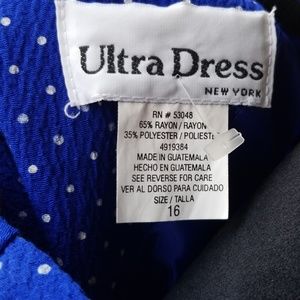 Ultra Dress
NEW YORK
RN # 53048
65% RAYON / RAYON
35% POLYESTER / POLIEST
4919384
MADE IN GUATEMALA
HECHO EN GUATEMALA
SEE REVERSE FOR CARE
VER AL DORSO PARA CUIDADO
SIZE / TALLA
16